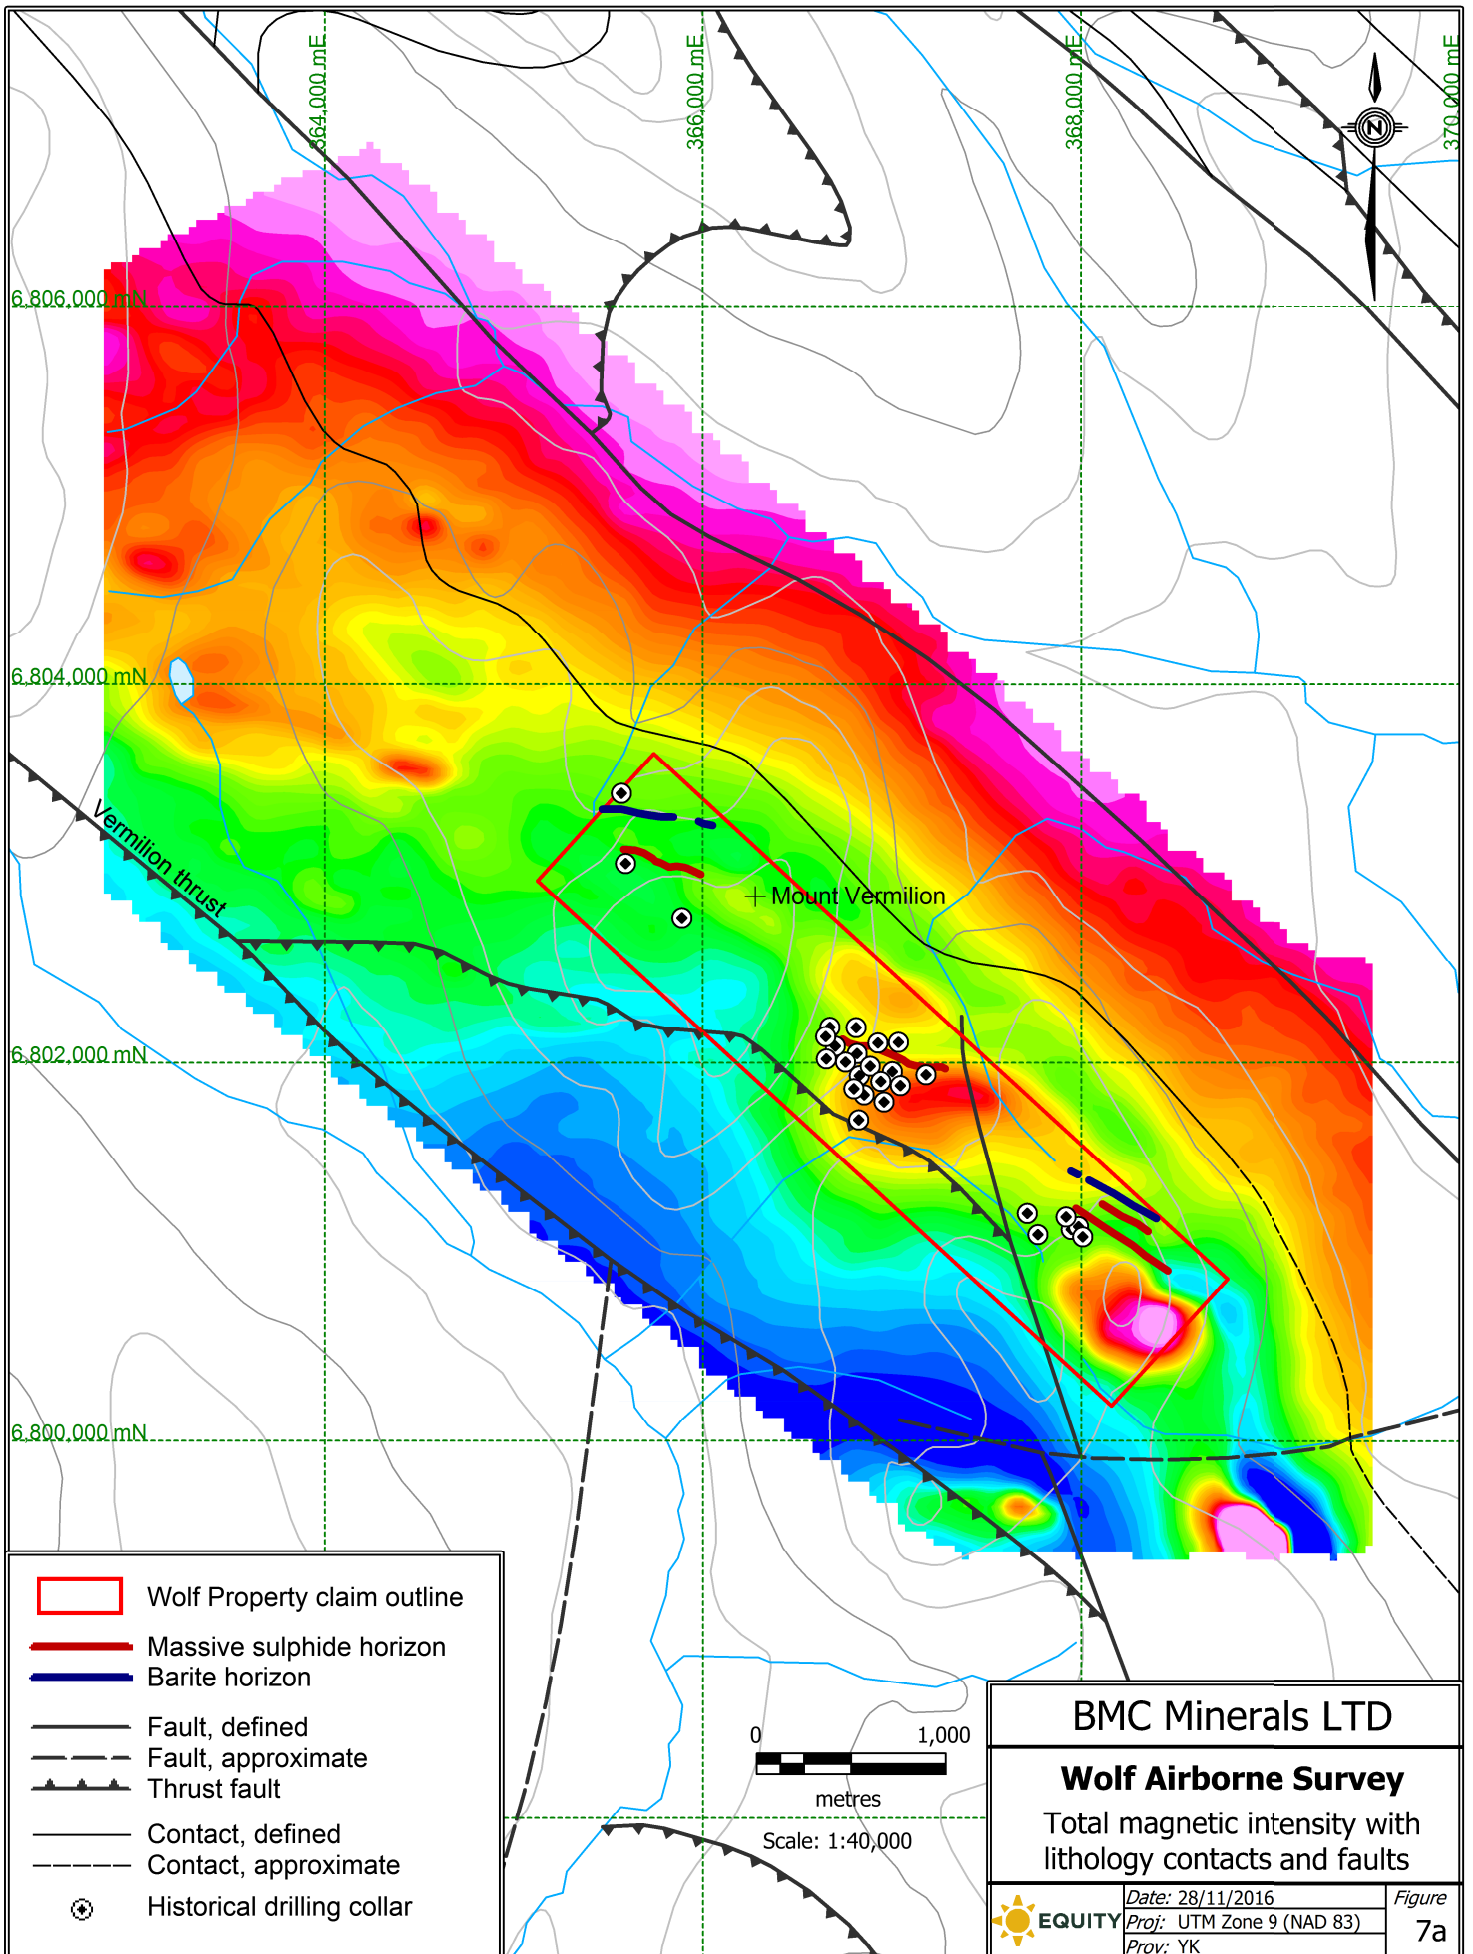 364,000 mE
366,000 mE
368,000 mE
370,000 mE
N
6,806,000 mN
6,804,000 mN
Vermilion thrust
Mount Vermilion
6,802,000 mN
6,800,000 mN
Wolf Property claim outline
Massive sulphide horizon
Barite horizon
Fault, defined
Fault, approximate
Thrust fault
Contact, defined
Contact, approximate
Historical drilling collar
0 1,000
metres
Scale: 1:40,000
BMC Minerals LTD
Wolf Airborne Survey
Total magnetic intensity with
lithology contacts and faults
EQUITY
Date: 28/11/2016
Proj: UTM Zone 9 (NAD 83)
Prov: YK
Figure
7a